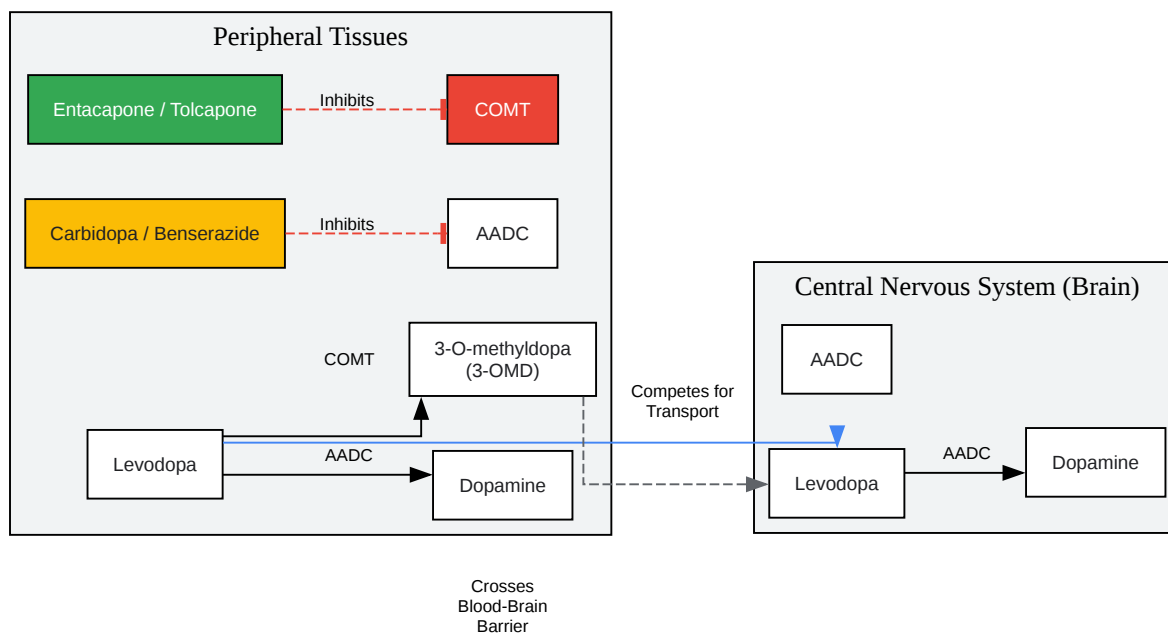 Peripheral Tissues
Entacapone / Tolcapone
Inhibits
COMT
Carbidopa / Benserazide
Inhibits
AADC
COMT
3-O-methyldopa
(3-OMD)
Levodopa
AADC
Dopamine
Competes for
Transport
Central Nervous System (Brain)
AADC
Levodopa
AADC
Dopamine
Crosses
Blood-Brain
Barrier